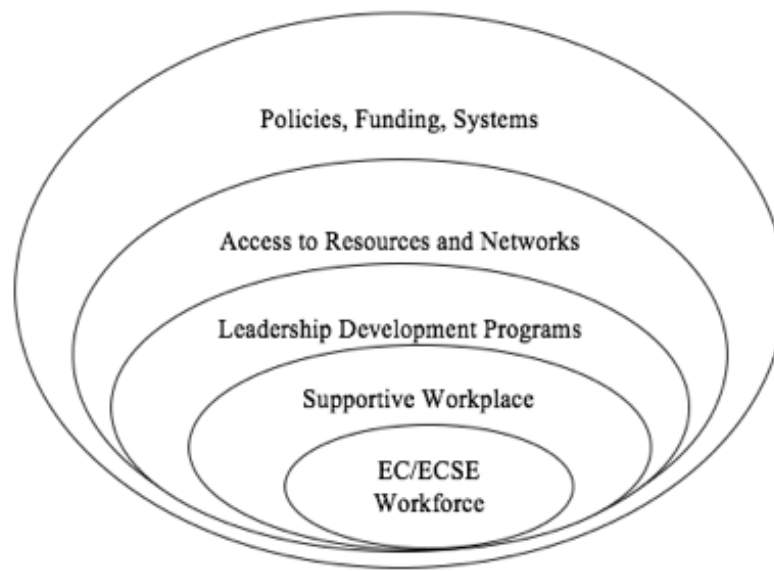 Policies, Funding, Systems
Access to Resources and Networks
Leadership Development Programs
Supportive Workplace
EC/ECSE
Workforce